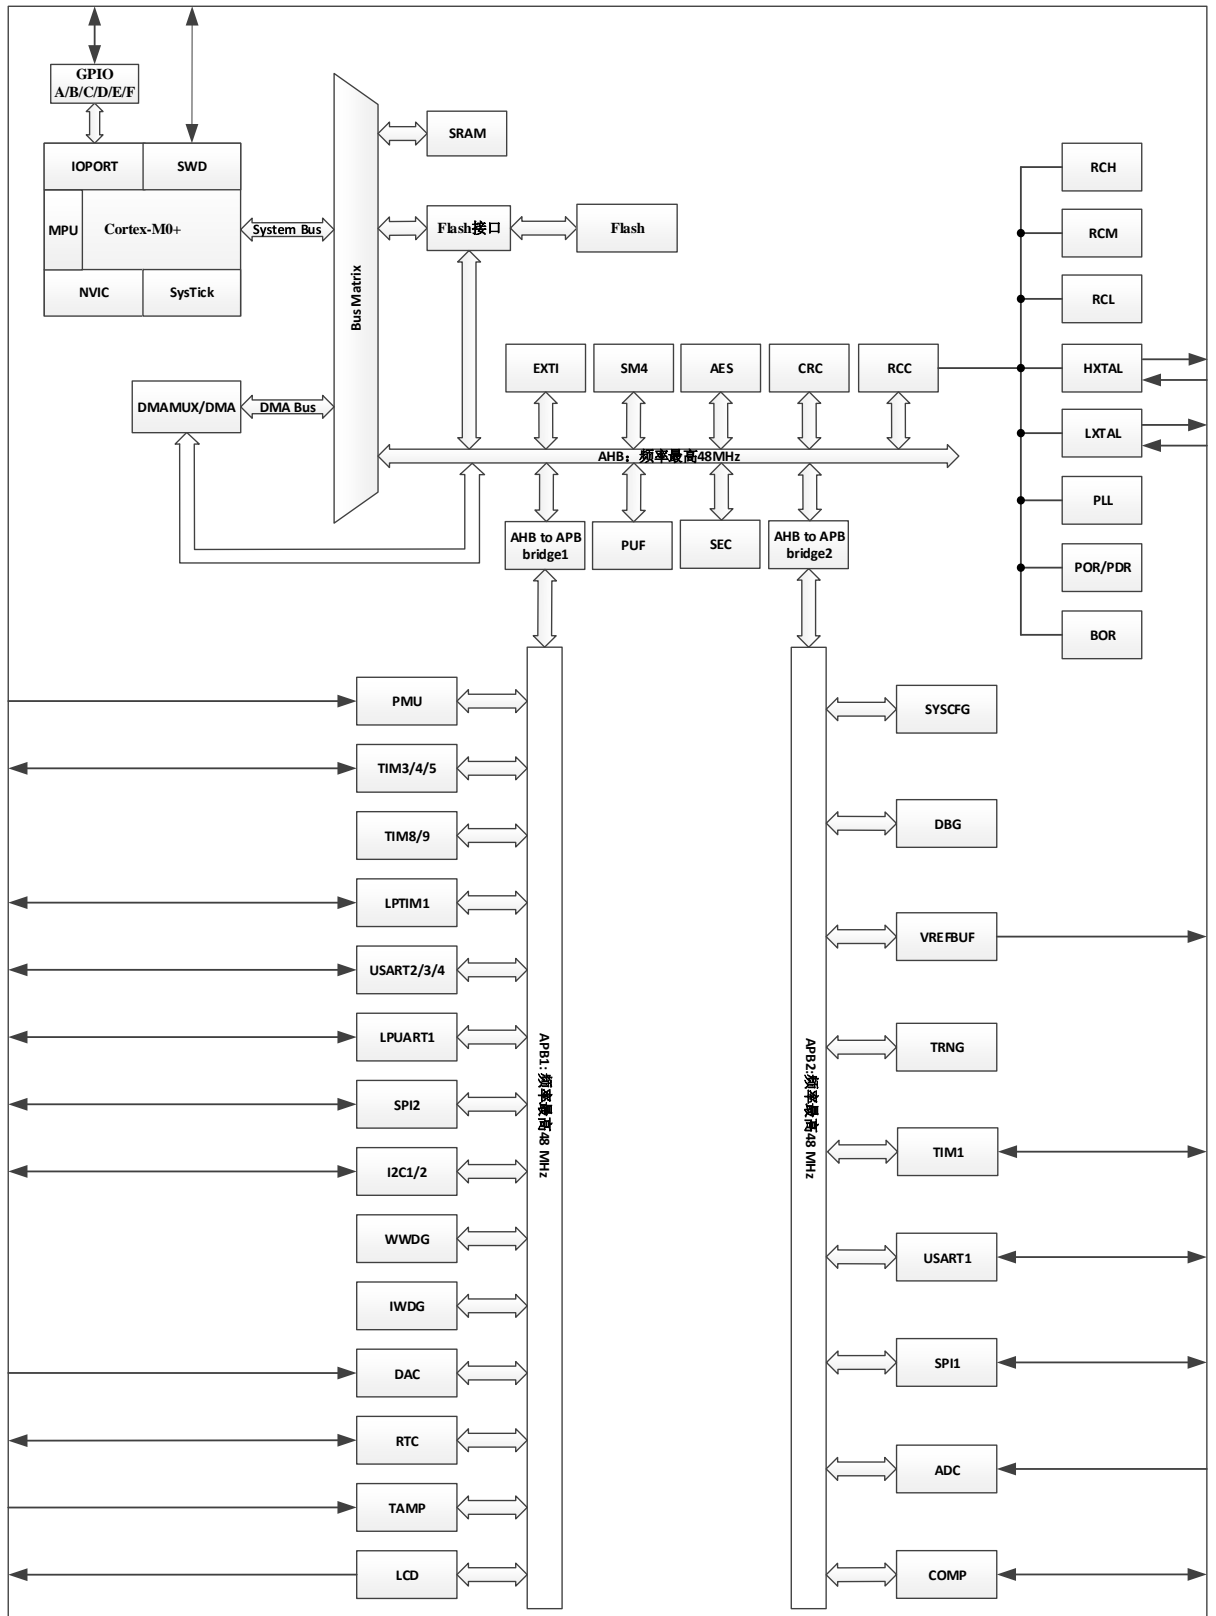 GPIO
A/B/C/D/E/F
IOPORT
SWD
MPU
Cortex-M0+
NVIC
SysTick
System Bus
DMAMUX/DMA
DMA Bus
Bus Matrix
SRAM
Flash接口
Flash
EXTI
SM4
AES
CRC
RCC
AHB：频率最高48MHz
AHB to APB
bridge1
PUF
SEC
AHB to APB
bridge2
RCH
RCM
RCL
HXTAL
LXTAL
PLL
POR/PDR
BOR
PMU
TIM3/4/5
TIM8/9
LPTIM1
USART2/3/4
LPUART1
SPI2
I2C1/2
WWDG
IWDG
DAC
RTC
TAMP
LCD
APB1: 频率最高48 MHz
APB2:频率最高48 MHz
SYSCFG
DBG
VREFBUF
TRNG
TIM1
USART1
SPI1
ADC
COMP